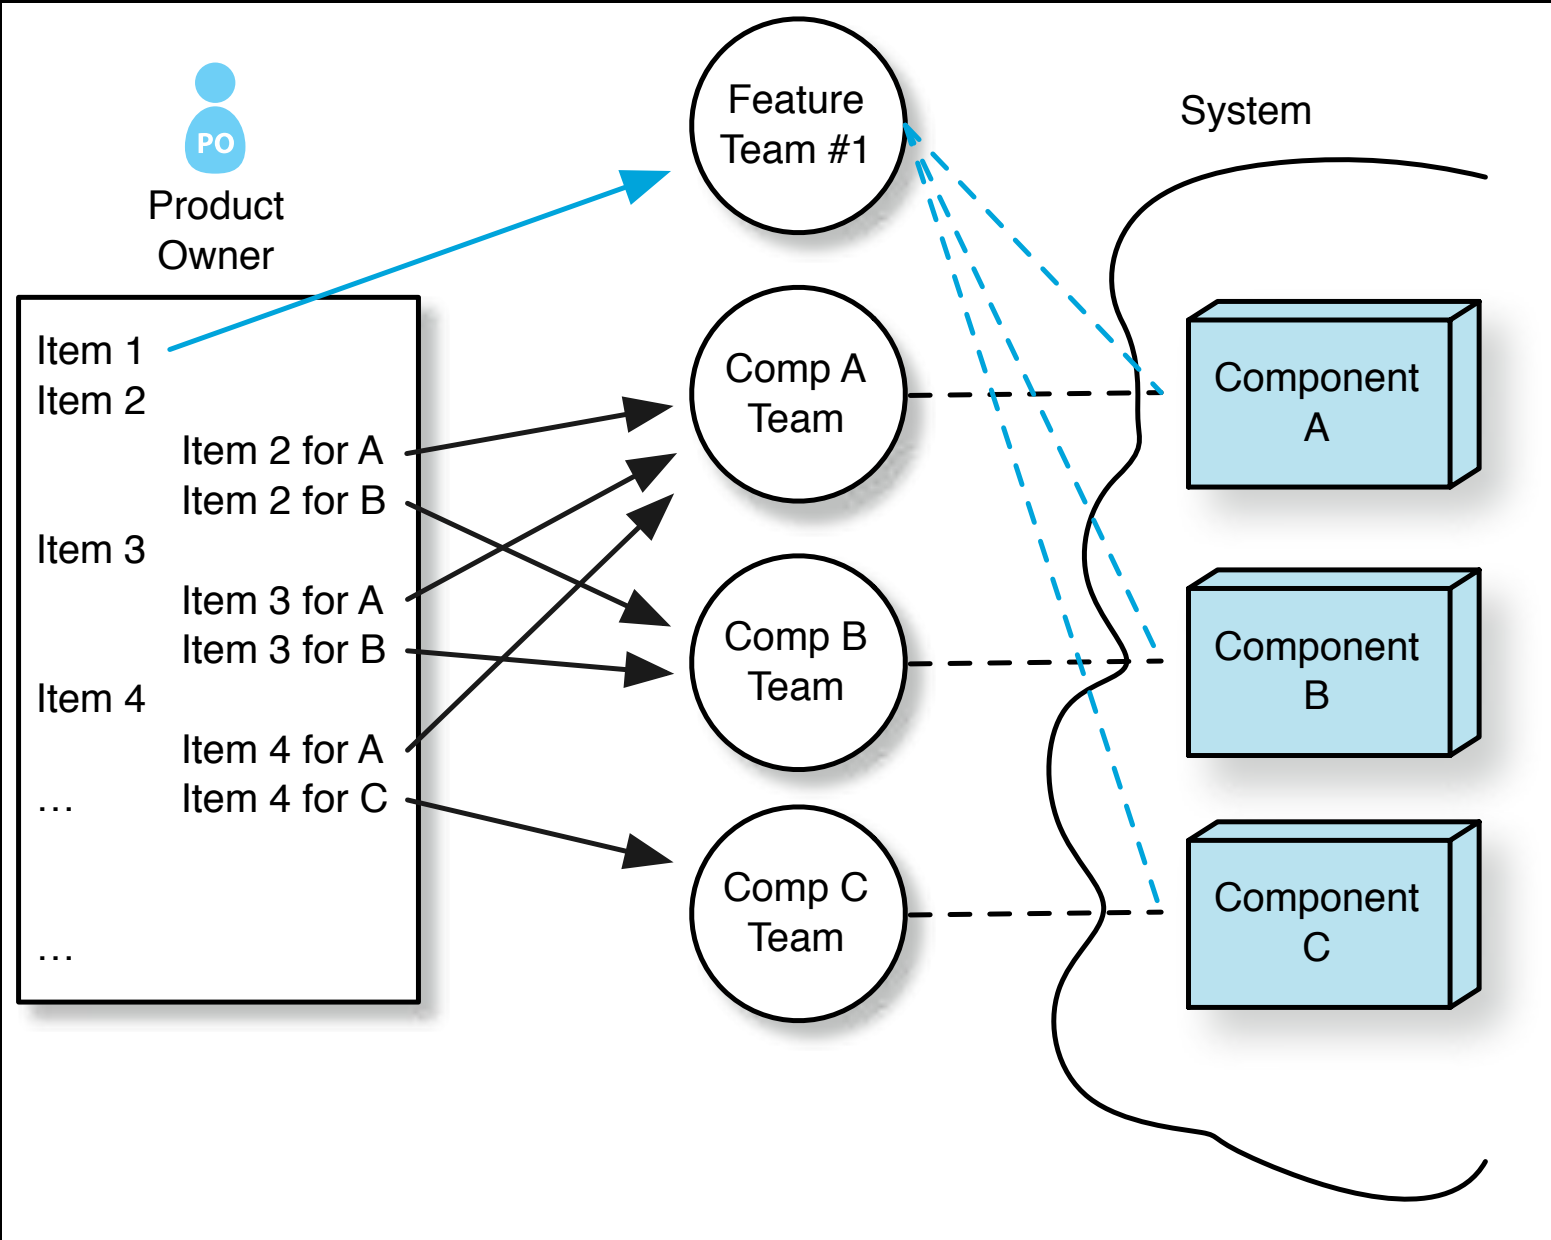 PO
Product
Owner
Item 1
Item 2
Item 2 for A
Item 2 for B
Item 3
Item 3 for A
Item 3 for B
Item 4
Item 4 for A
... Item 4 for C
...
Feature
Team #1
Comp A
Team
Comp B
Team
Comp C
Team
System
Component
A
Component
B
Component
C